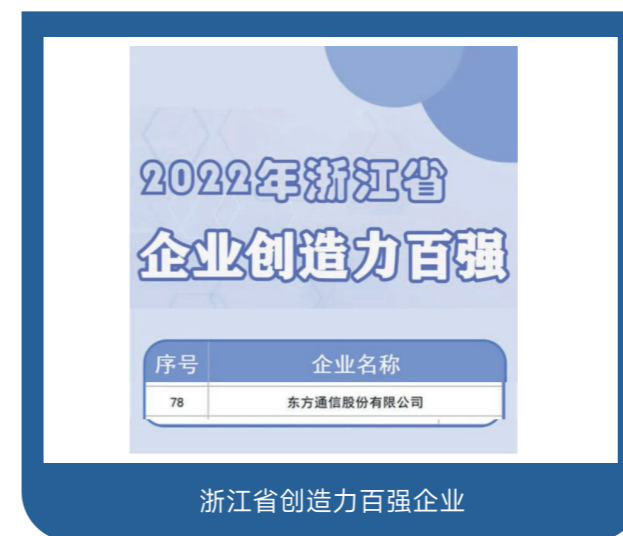 2022年浙江省
企业创造力百强
序号 企业名称
78 东方通信股份有限公司
浙江省创造力百强企业